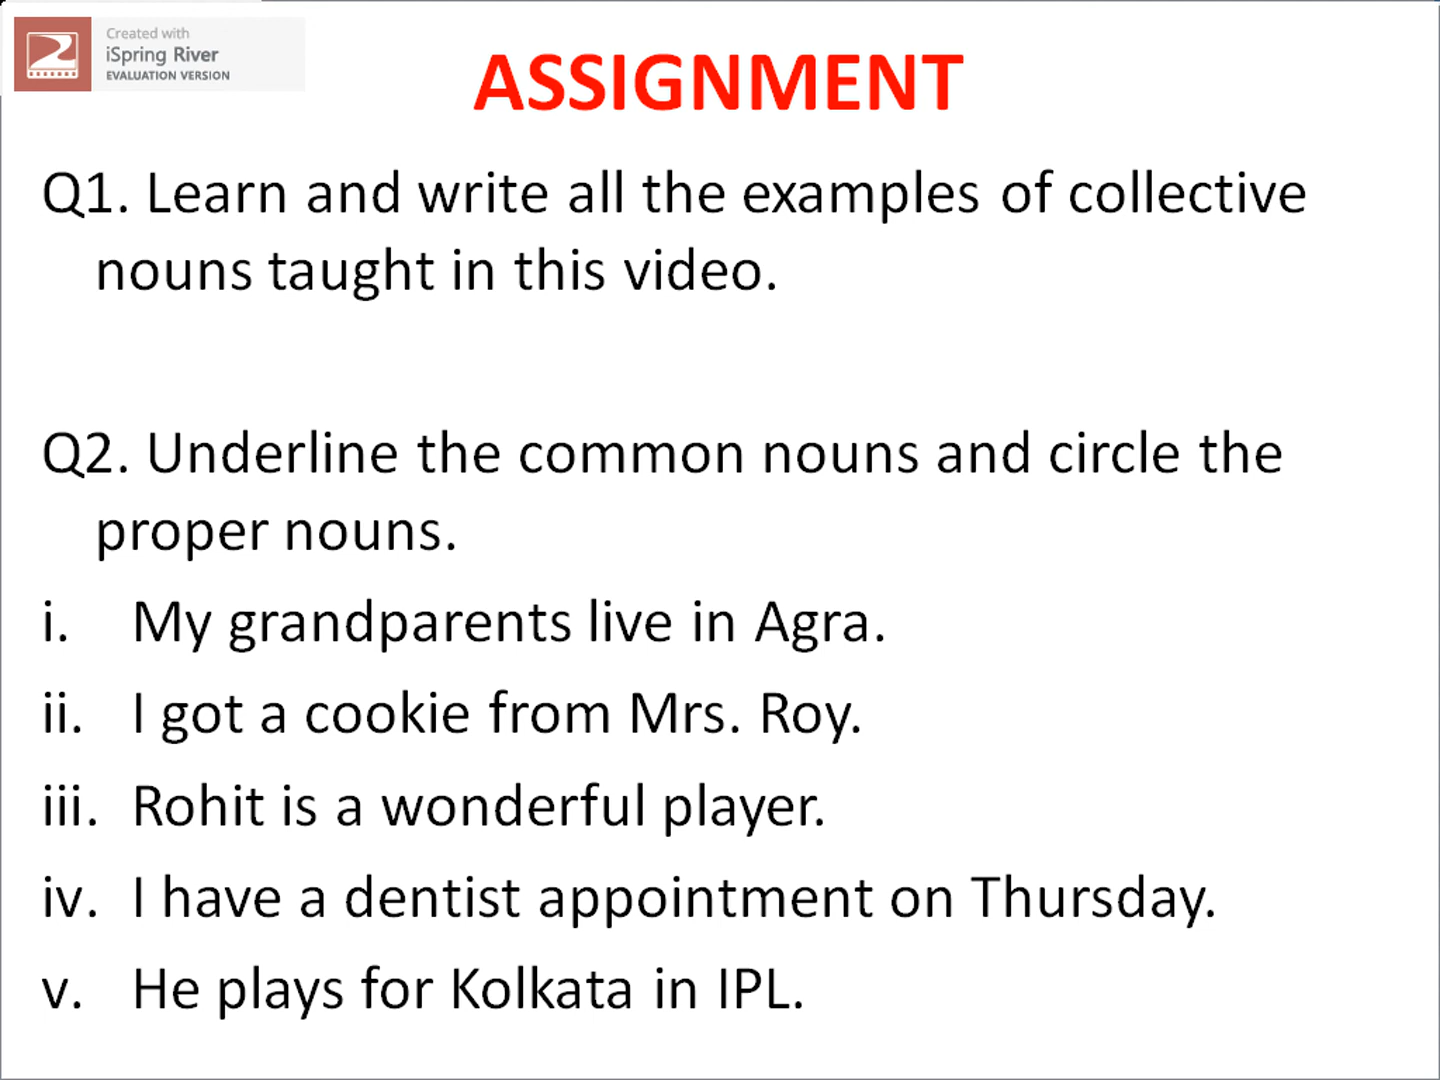 Created with
iSpring River
EVALUATION VERSION
ASSIGNMENT
Q1. Learn and write all the examples of collective
nouns taught in this video.
Q2. Underline the common nouns and circle the
proper nouns.
i. My grandparents live in Agra.
ii. I got a cookie from Mrs. Roy.
iii. Rohit is a wonderful player.
iv. I have a dentist appointment on Thursday.
v. He plays for Kolkata in IPL.